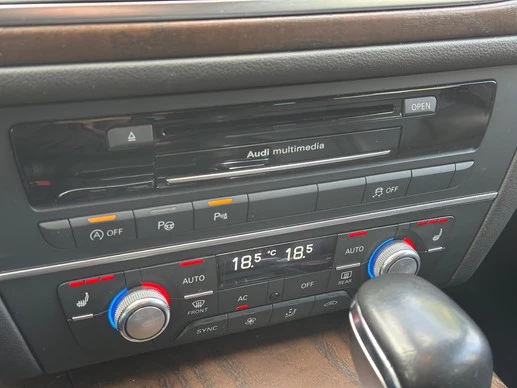 OPEN
Audi multimedia
A OFF
P
P
OFF
AUTO
18.5 °C 18.5
AUTO
FRONT
AC
OFF
REAR
SYNC